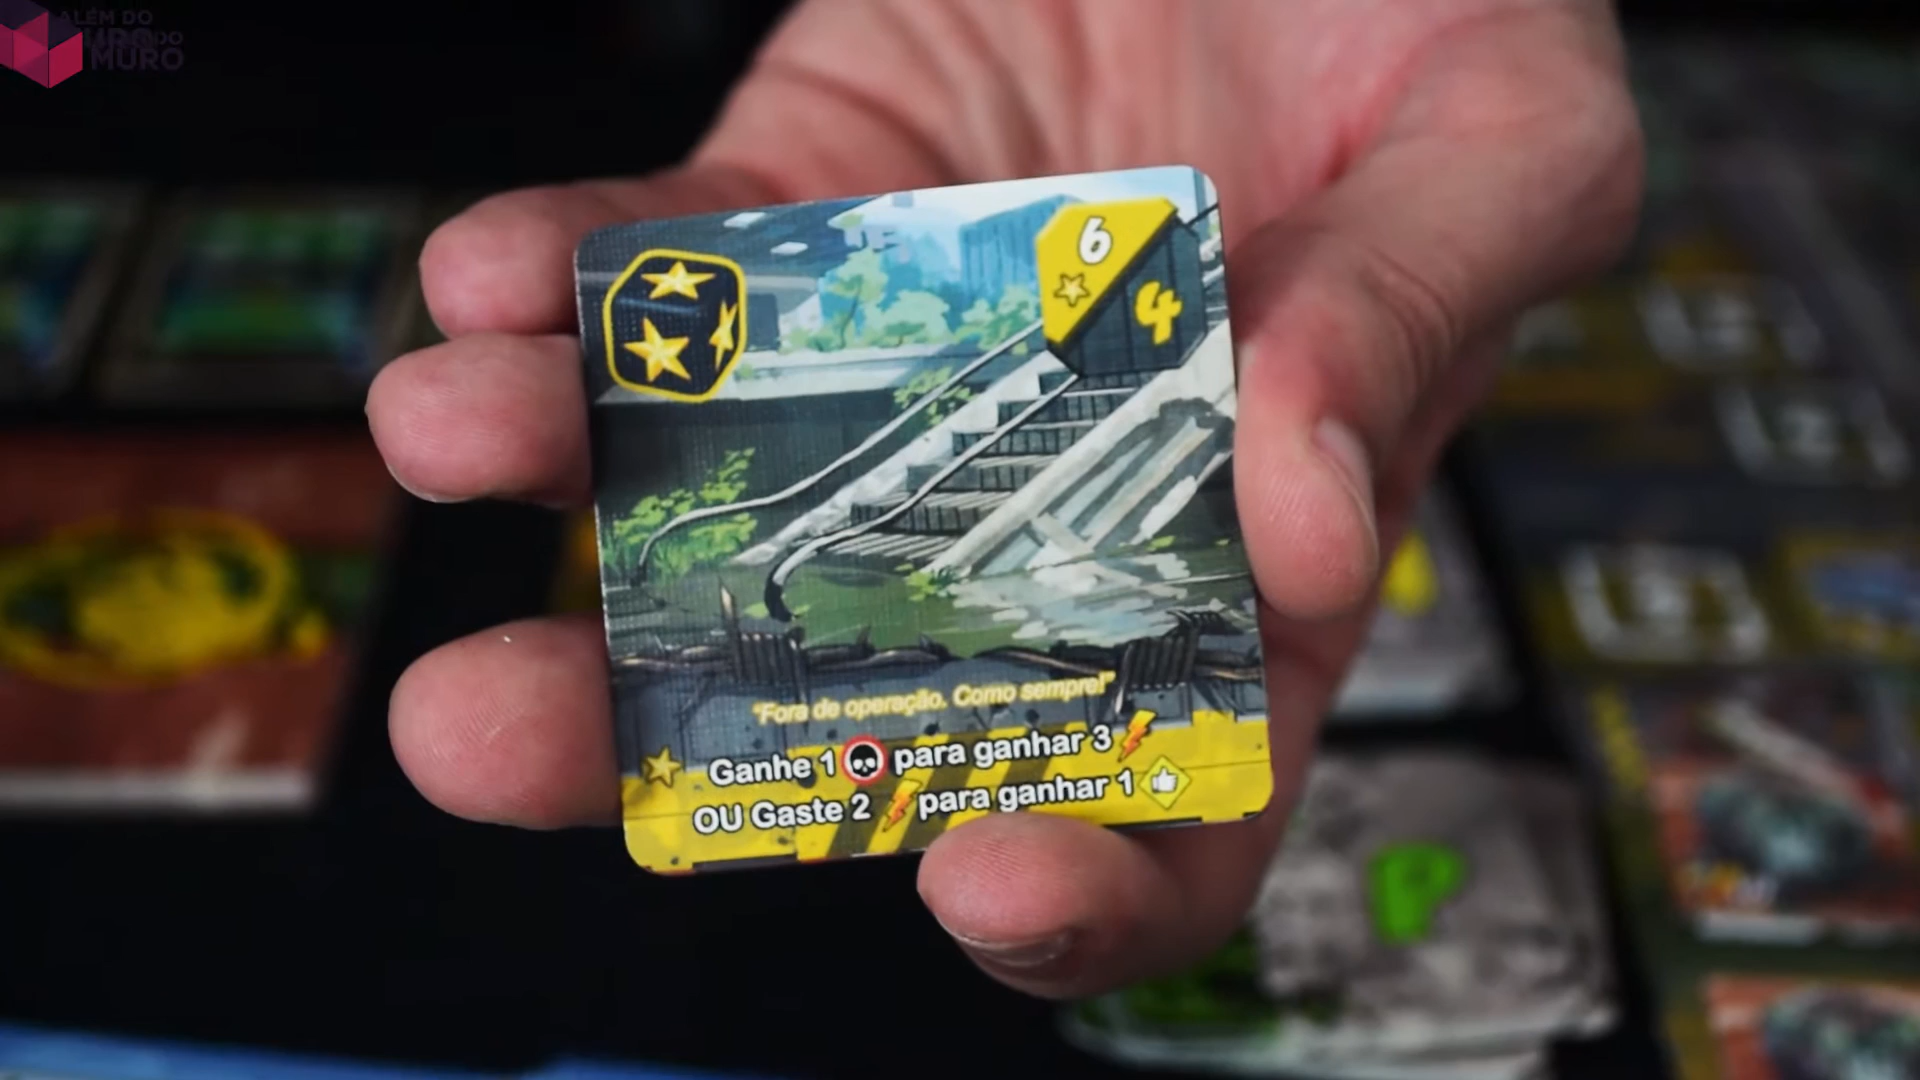 ALÉM DO
MURO
6
4
"Fora de operação. Como sempre!"
Ganhe 1 para ganhar 3
OU Gaste 2 para ganhar 1
P